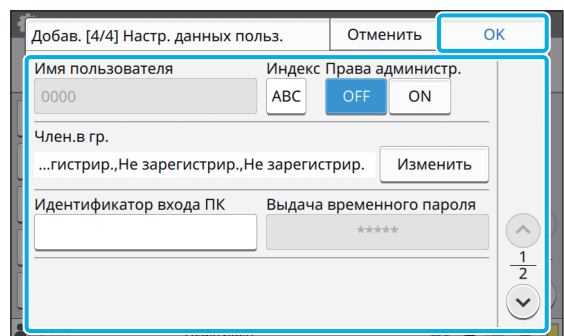 Добав. [4/4] Настр. данных польз.
Отменить
OK
Имя пользователя
Индекс
Права администр.
0000
ABC
OFF
ON
Член.в гр.
...гистрир.,Не зарегистрир.,Не зарегистрир.
Изменить
Идентификатор входа ПК
Выдача временного пароля
*****
1
2